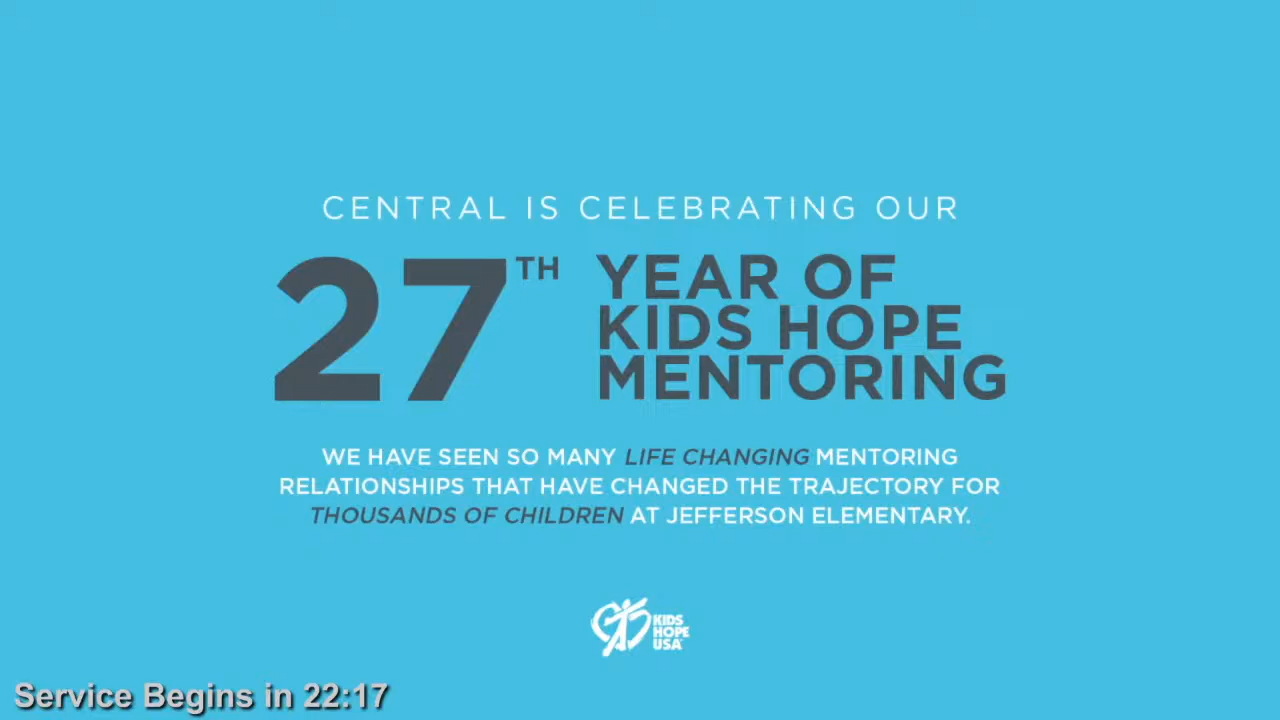 CENTRAL IS CELEBRATING OUR
27TH YEAR OF
KIDS HOPE
MENTORING
WE HAVE SEEN SO MANY LIFE CHANGING MENTORING
RELATIONSHIPS THAT HAVE CHANGED THE TRAJECTORY FOR
THOUSANDS OF CHILDREN AT JEFFERSON ELEMENTARY.
KIDS
HOPE
USA
Service Begins in 22:17